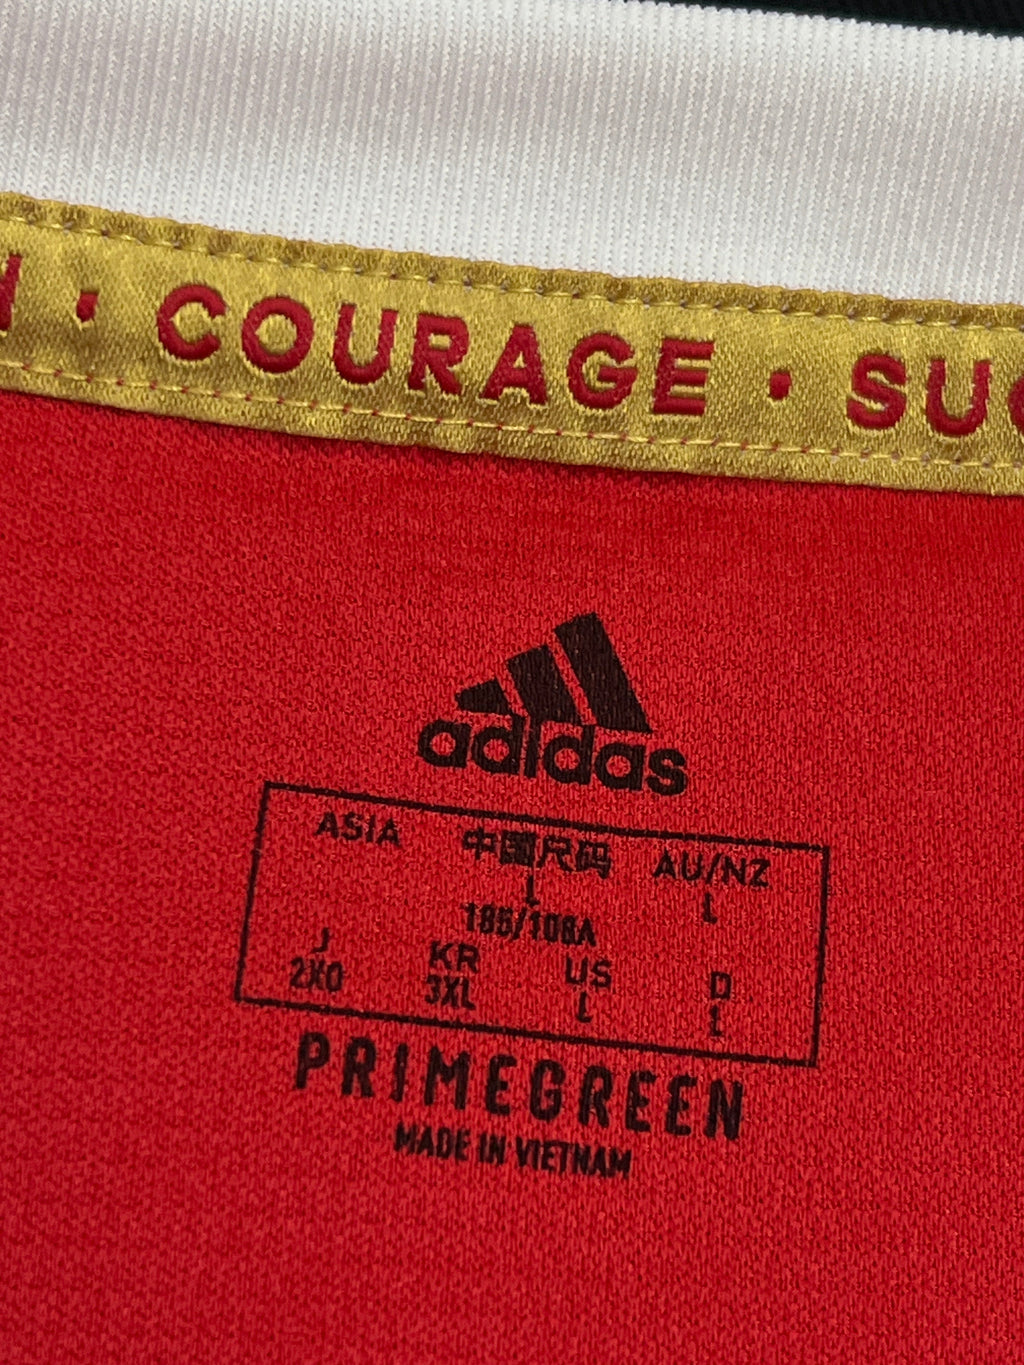 · COURAGE ·
adidas
ASIA 中国尺码 AU/NZ
L L
185/108A
J KR US D
2XO 3XL L L
PRIMEGREEN
MADE IN VIETNAM